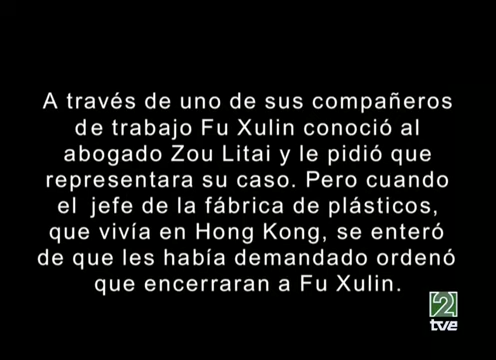 A través de uno de sus compañeros
de trabajo Fu Xulin conoció al
abogado Zou Litai y le pidió que
representara su caso. Pero cuando
el jefe de la fábrica de plásticos,
que vivía en Hong Kong, se enteró
de que les había demandado ordenó
que encerraran a Fu Xulin.
2
tve